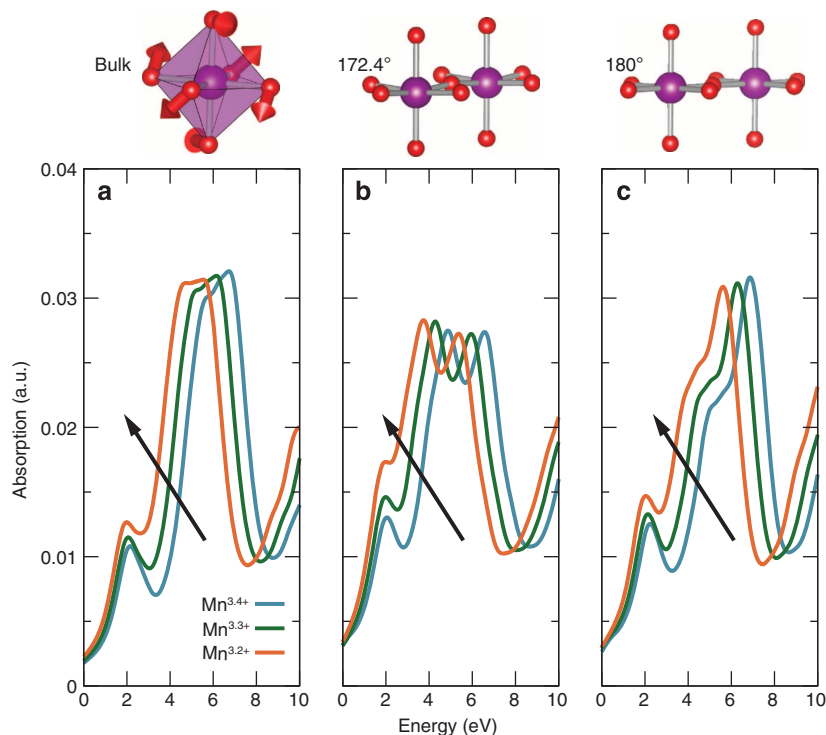 Bulk
172.4°
180°
a
b
c
0.04
0.03
0.02
0.01
0
Absorption (a.u.)
Mn3.4+
Mn3.3+
Mn3.2+
0 2 4 6 8 10
0 2 4 6 8 10
0 2 4 6 8 10
Energy (eV)